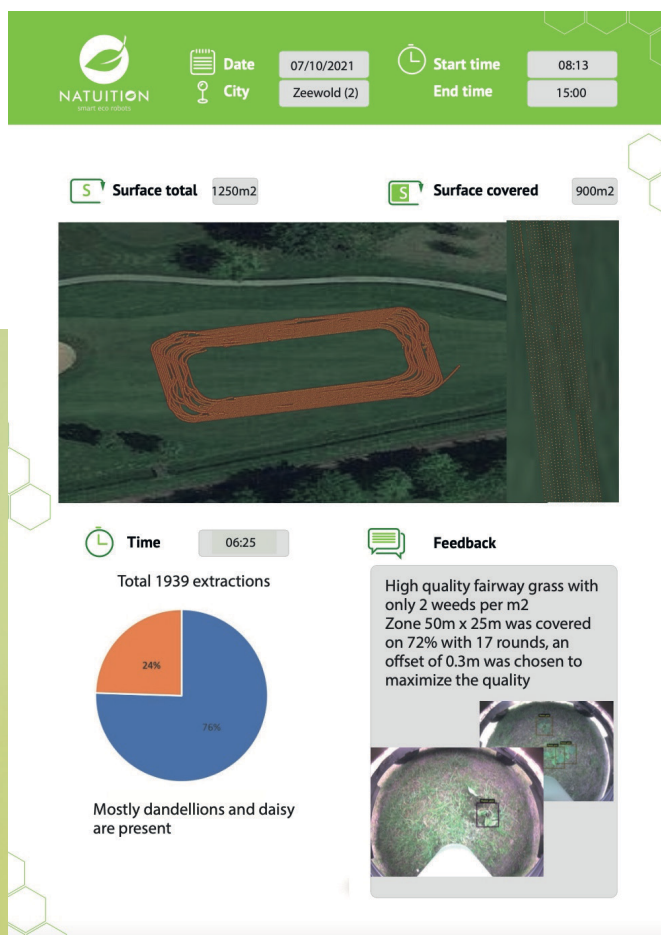 NATUITION
smart eco robots
Date
07/10/2021
City
Zeewold (2)
Start time
08:13
End time
15:00
S
Surface total
1250m2
S
Surface covered
900m2
Time
06:25
Total 1939 extractions
24%
76%
Mostly dandellions and daisy
are present
Feedback
High quality fairway grass with
only 2 weeds per m2
Zone 50m x 25m was covered
on 72% with 17 rounds, an
offset of 0.3m was chosen to
maximize the quality